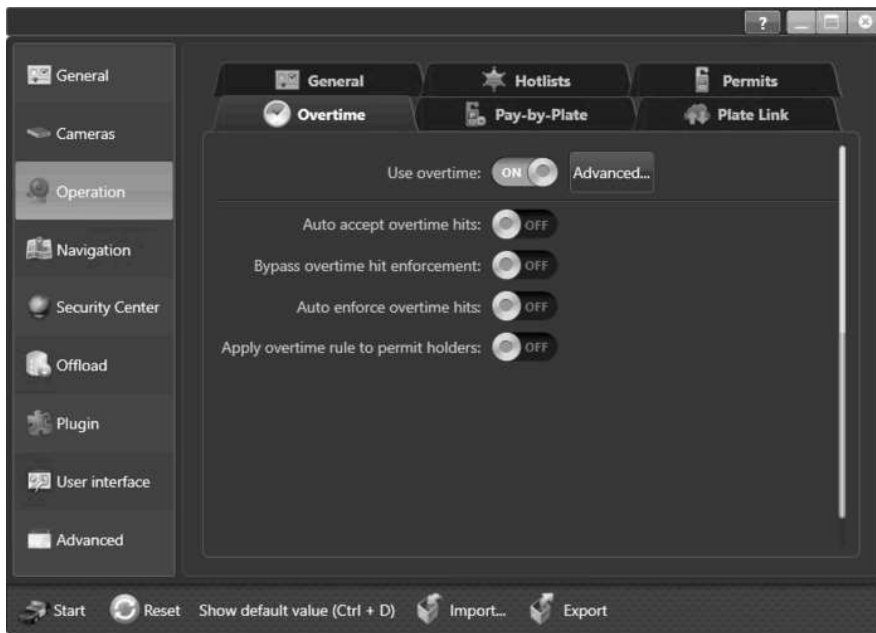 ?
General
Cameras
Operation
Navigation
Security Center
Offload
Plugin
User interface
Advanced
General Hotlists Permits
Overtime Pay-by-Plate Plate Link
Use overtime: ON Advanced...
Auto accept overtime hits: OFF
Bypass overtime hit enforcement: OFF
Auto enforce overtime hits: OFF
Apply overtime rule to permit holders: OFF
Start Reset Show default value (Ctrl + D) Import... Export